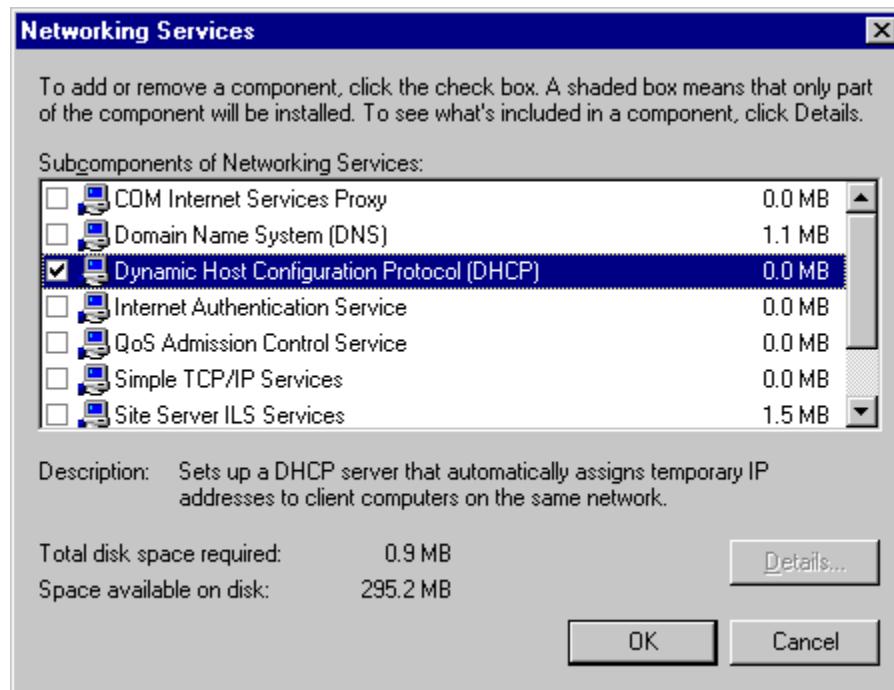 Networking Services
To add or remove a component, click the check box. A shaded box means that only part
of the component will be installed. To see what's included in a component, click Details.
Subcomponents of Networking Services:
COM Internet Services Proxy 0.0 MB
Domain Name System (DNS) 1.1 MB
Dynamic Host Configuration Protocol (DHCP) 0.0 MB
Internet Authentication Service 0.0 MB
QoS Admission Control Service 0.0 MB
Simple TCP/IP Services 0.0 MB
Site Server ILS Services 1.5 MB
Description: Sets up a DHCP server that automatically assigns temporary IP
addresses to client computers on the same network.
Total disk space required: 0.9 MB
Space available on disk: 295.2 MB
Details...
OK Cancel